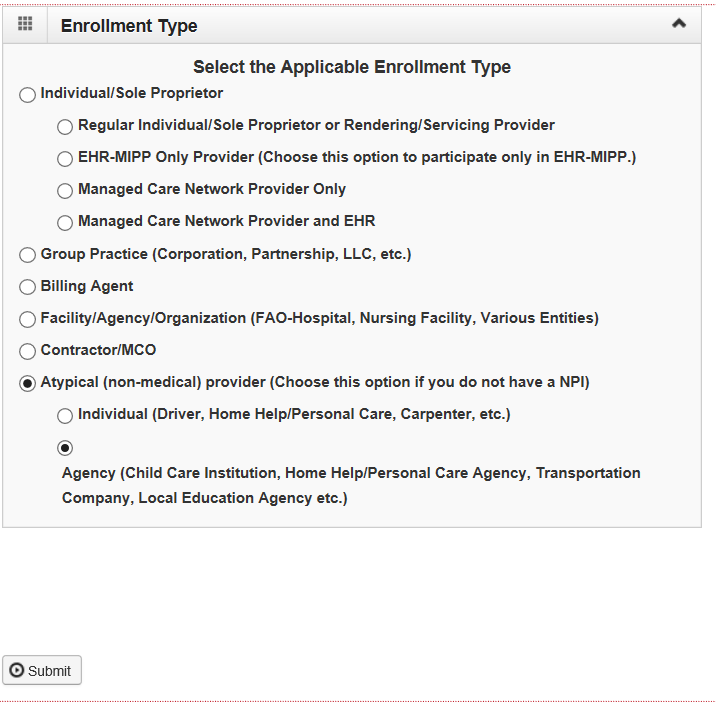 Enrollment Type
Select the Applicable Enrollment Type
Individual/Sole Proprietor
Regular Individual/Sole Proprietor or Rendering/Servicing Provider
EHR-MIPP Only Provider (Choose this option to participate only in EHR-MIPP.)
Managed Care Network Provider Only
Managed Care Network Provider and EHR
Group Practice (Corporation, Partnership, LLC, etc.)
Billing Agent
Facility/Agency/Organization (FAO-Hospital, Nursing Facility, Various Entities)
Contractor/MCO
Atypical (non-medical) provider (Choose this option if you do not have a NPI)
Individual (Driver, Home Help/Personal Care, Carpenter, etc.)
Agency (Child Care Institution, Home Help/Personal Care Agency, Transportation
Company, Local Education Agency etc.)
Submit